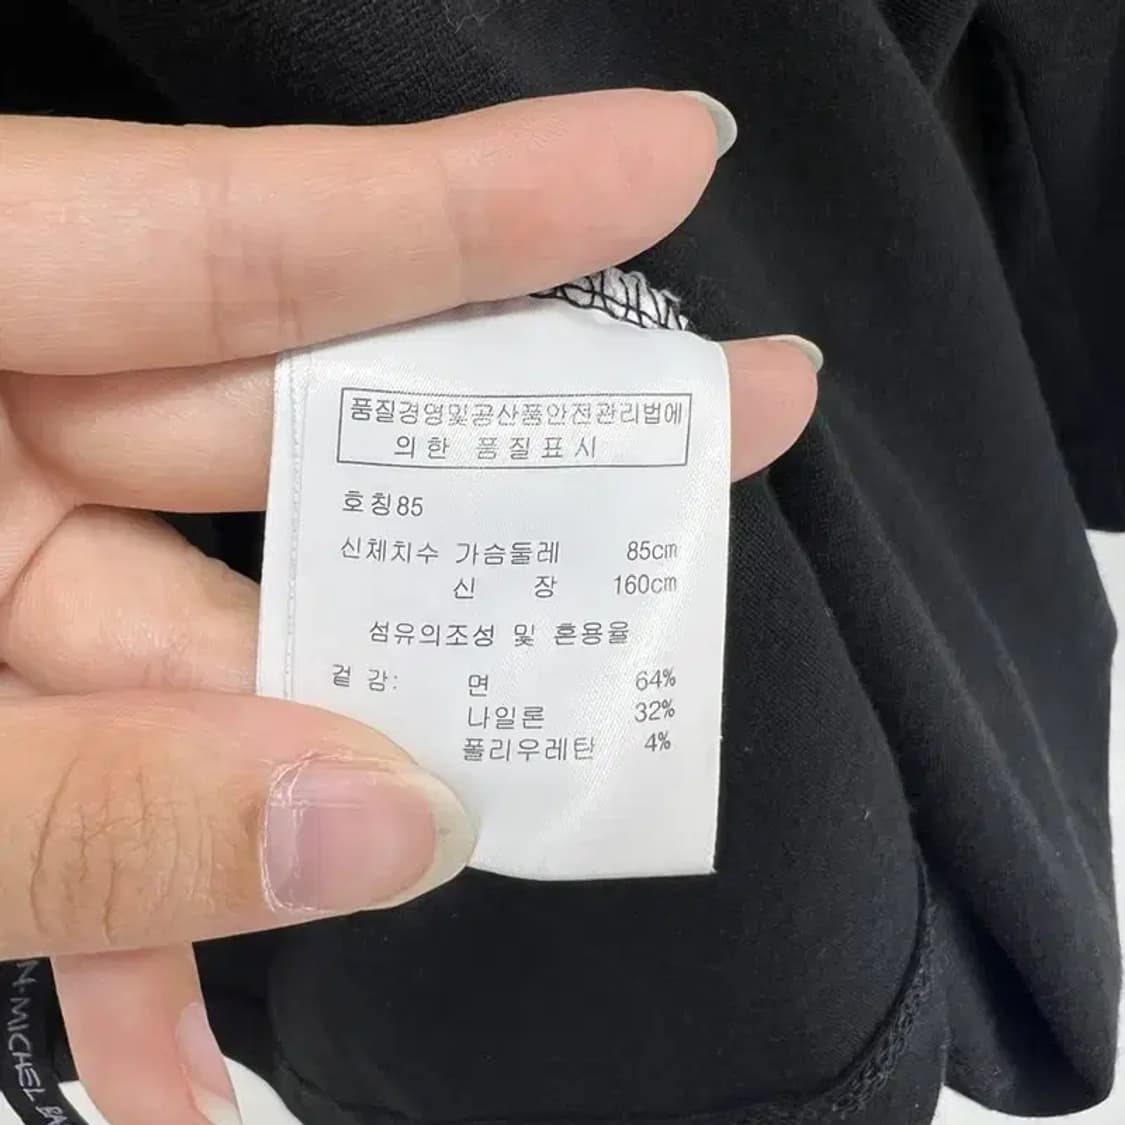 품질경영및공산품안전관리법에
의한 품질표시
호칭85
신체치수 가슴둘레 85cm
신 장 160cm
섬유의조성 및 혼용율
겉 감: 면 64%
나일론 32%
폴리우레탄 4%
N·MICHEL BA